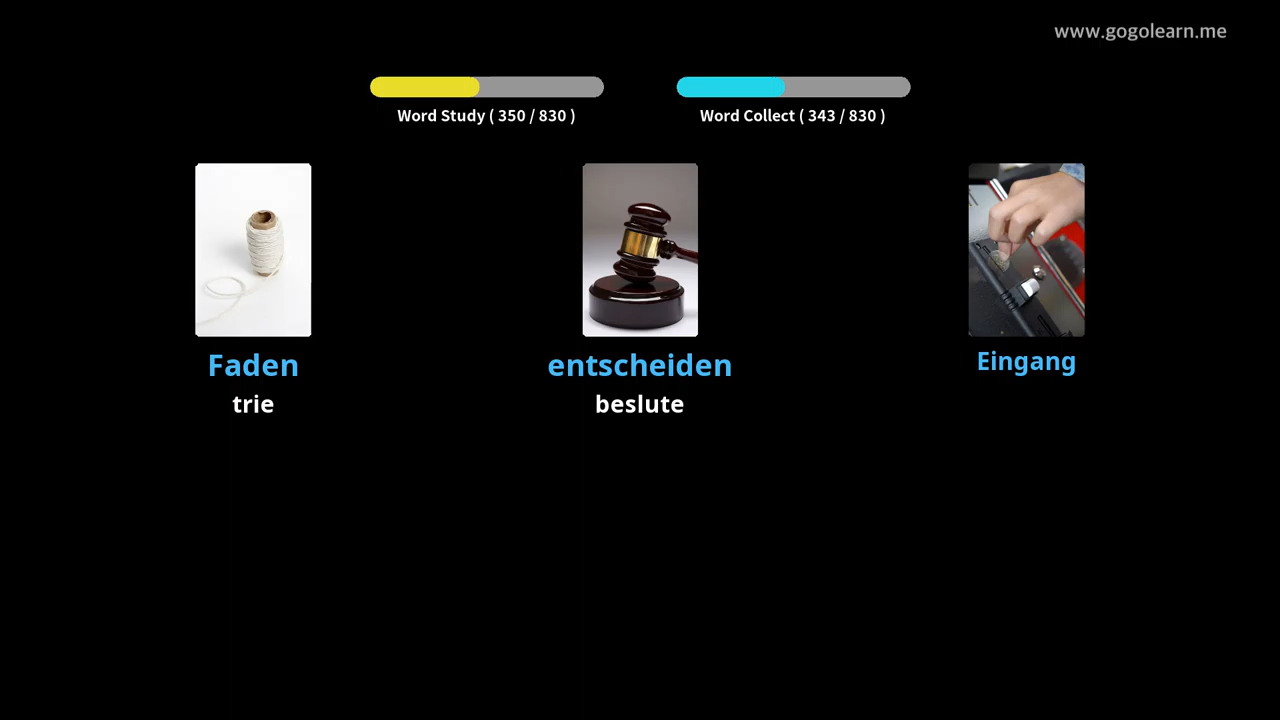 www.gogolearn.me
Word Study ( 350 / 830 )
Word Collect ( 343 / 830 )
Faden
trie
entscheiden
beslute
Eingang